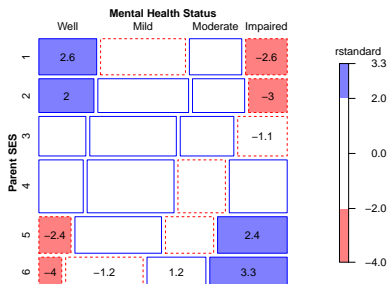 Mental Health Status
Well Mild Moderate Impaired
Parent SES
1 2.6 −2.6
2 2 −3
3 −1.1
4
5 −2.4 2.4
6 −4 −1.2 1.2 3.3
rstandard
3.3
2.0
0.0
−2.0
−4.0